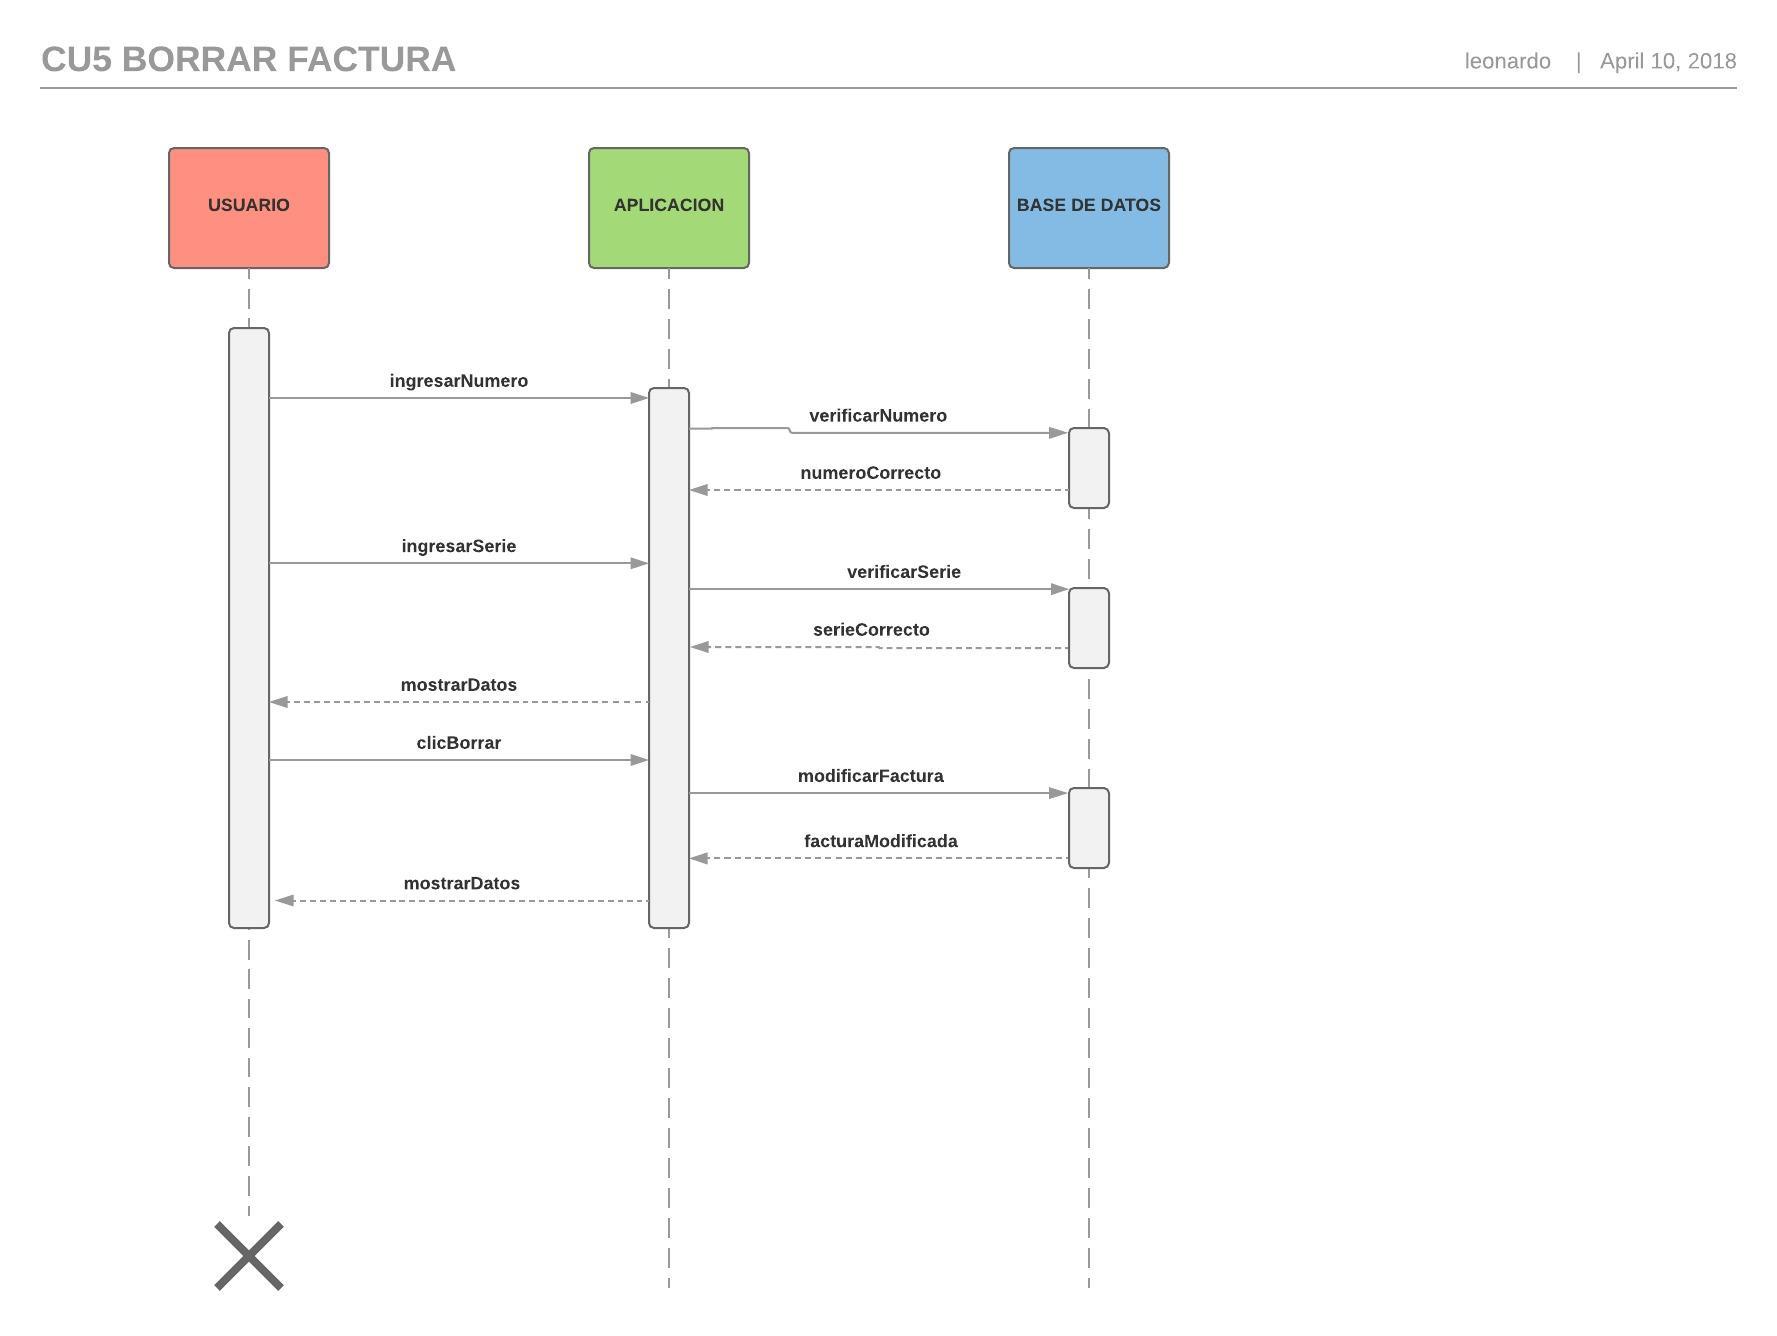 CU5 BORRAR FACTURA
leonardo | April 10, 2018
USUARIO
APLICACION
BASE DE DATOS
ingresarNumero
verificarNumero
numeroCorrecto
ingresarSerie
verificarSerie
serieCorrecto
mostrarDatos
clicBorrar
modificarFactura
facturaModificada
mostrarDatos